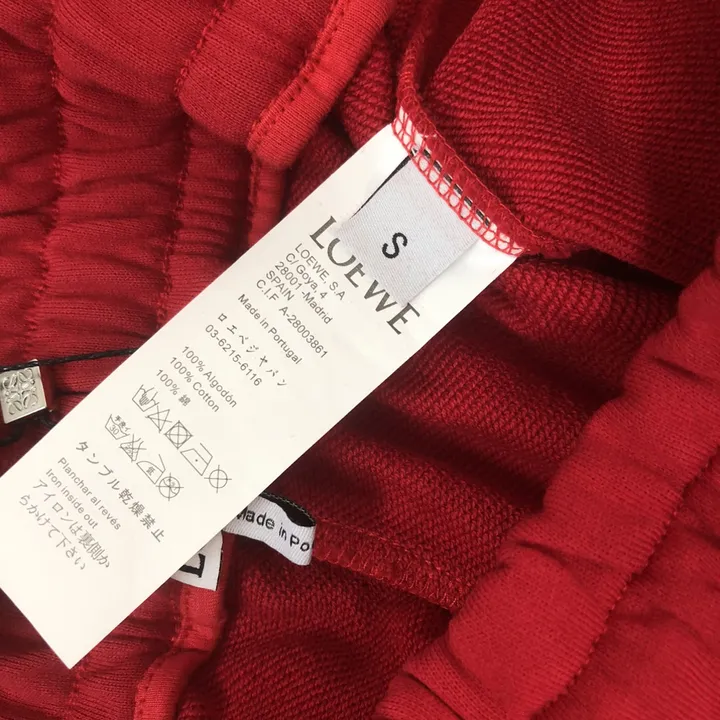 S
LOEWE
LOEWE, S.A
C/ Goya, 4
28001 -Madrid
SPAIN
C.I.F A-28003861
Made in Portugal
ロエベジャパン
03-6215-6116
100% Algodón
100% Cotton
100% 綿
タンブル乾燥禁止
Planchar al revés
Iron inside out
アイロンは裏側か
らかけて下さい
Made in Po